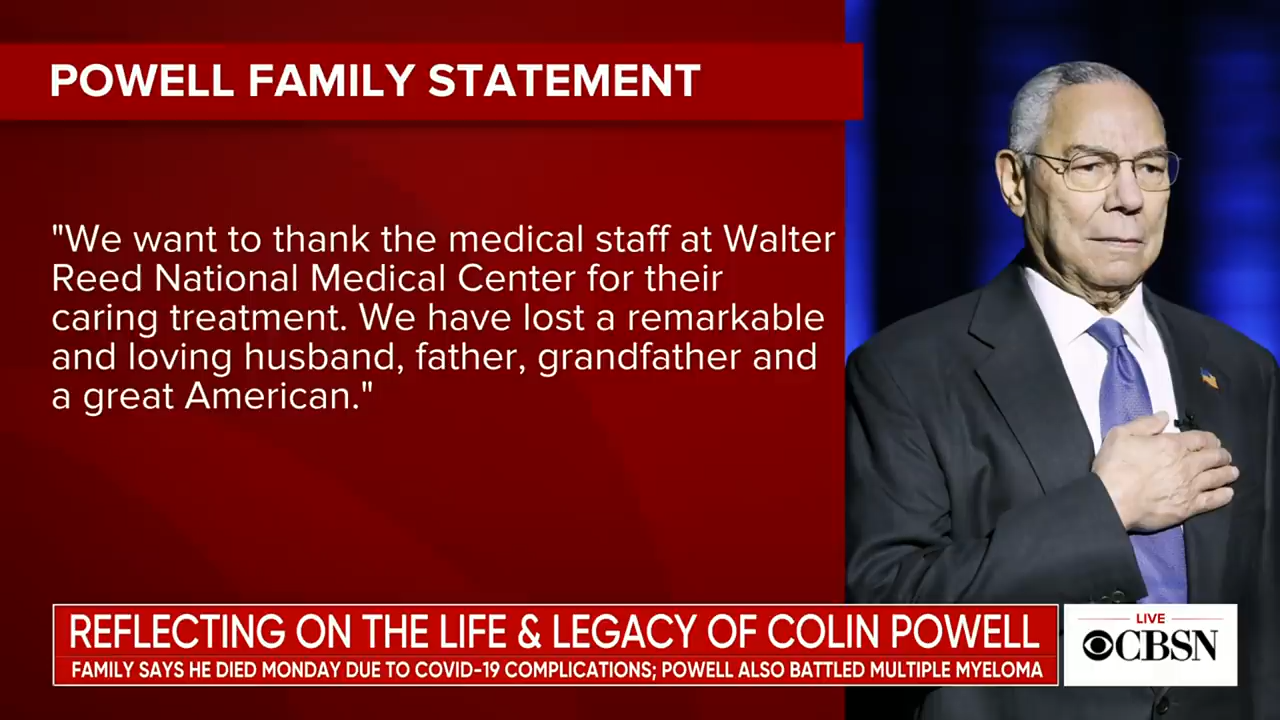 POWELL FAMILY STATEMENT
"We want to thank the medical staff at Walter
Reed National Medical Center for their
caring treatment. We have lost a remarkable
and loving husband, father, grandfather and
a great American."
REFLECTING ON THE LIFE & LEGACY OF COLIN POWELL
FAMILY SAYS HE DIED MONDAY DUE TO COVID-19 COMPLICATIONS; POWELL ALSO BATTLED MULTIPLE MYELOMA
LIVE
CBSN